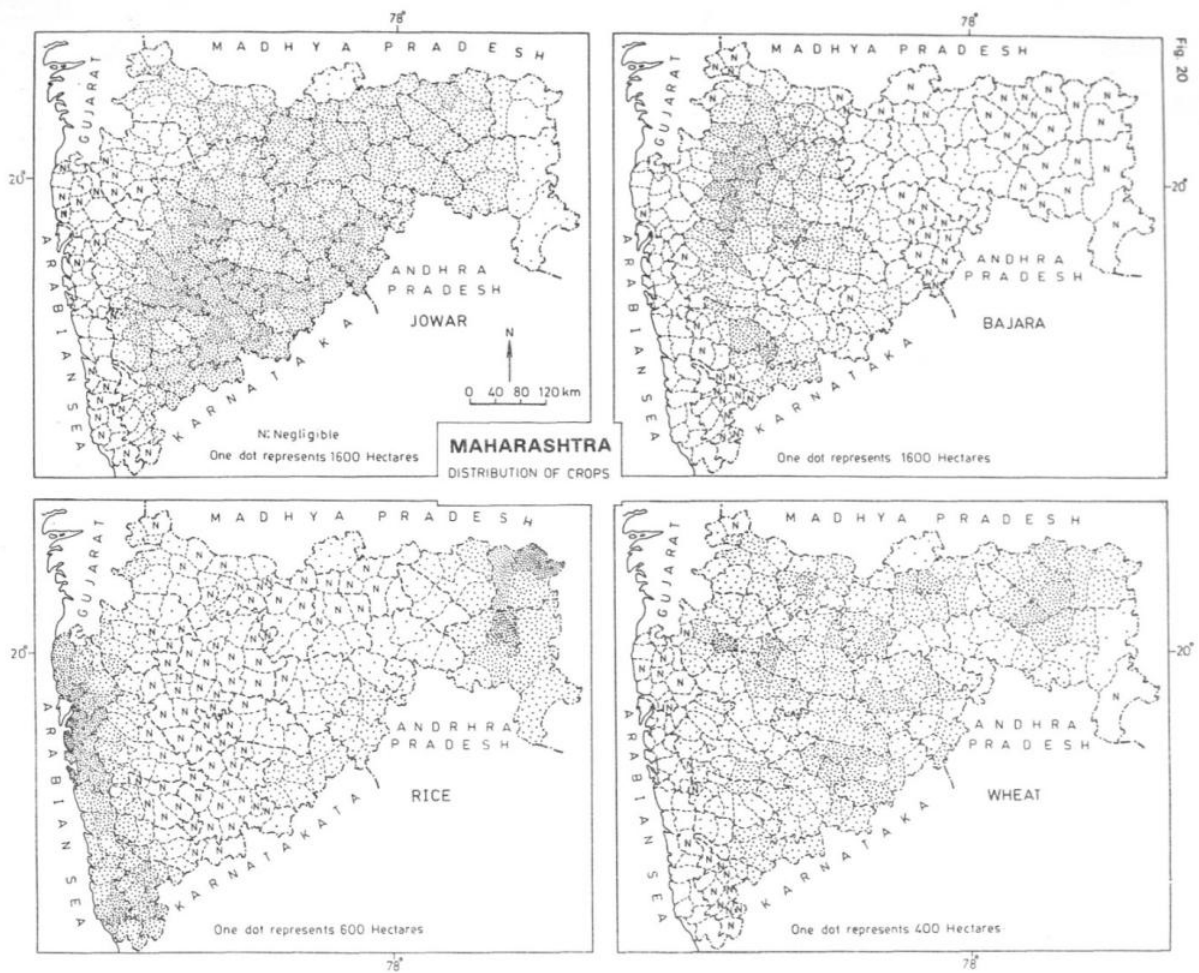 Fig. 20
78°
MADHYA PRADESH
GUJARAT
20°
ARABIAN SEA
ANDHRA
PRADESH
JOWAR
KARNATAKA
N
0 40 80 120 km
N: Negligible
One dot represents 1600 Hectares
78°
MADHYA PRADESH
GUJARAT
20°
ARABIAN SEA
ANDHRA
PRADESH
BAJARA
KARNATAKA
One dot represents 1600 Hectares
MAHARASHTRA
DISTRIBUTION OF CROPS
MADHYA PRADESH
GUJARAT
20°
ARABIAN SEA
ANDRHRA
PRADESH
RICE
KARNATAKATA
One dot represents 600 Hectares
78°
MADHYA PRADESH
GUJARAT
20°
ARABIAN SEA
ANDHRA
PRADESH
WHEAT
KARNATAKA
One dot represents 400 Hectares
78°